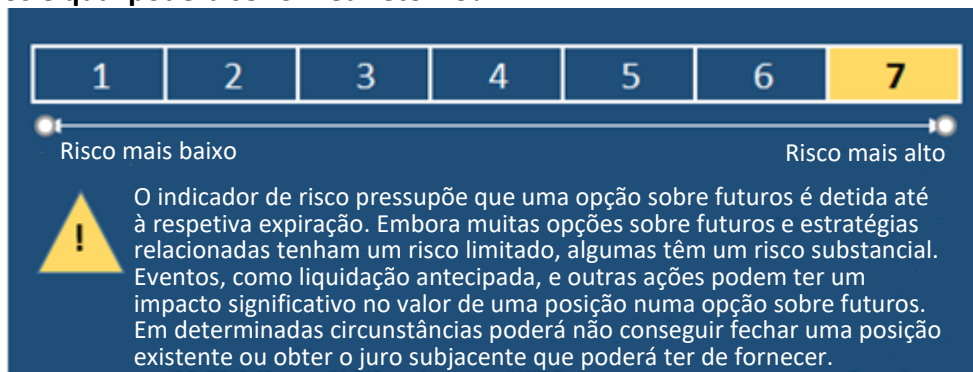 1 2 3 4 5 6 7
Risco mais baixo Risco mais alto
O indicador de risco pressupõe que uma opção sobre futuros é detida até
! à respetiva expiração. Embora muitas opções sobre futuros e estratégias
relacionadas tenham um risco limitado, algumas têm um risco substancial.
Eventos, como liquidação antecipada, e outras ações podem ter um
impacto significativo no valor de uma posição numa opção sobre futuros.
Em determinadas circunstâncias poderá não conseguir fechar uma posição
existente ou obter o juro subjacente que poderá ter de fornecer.